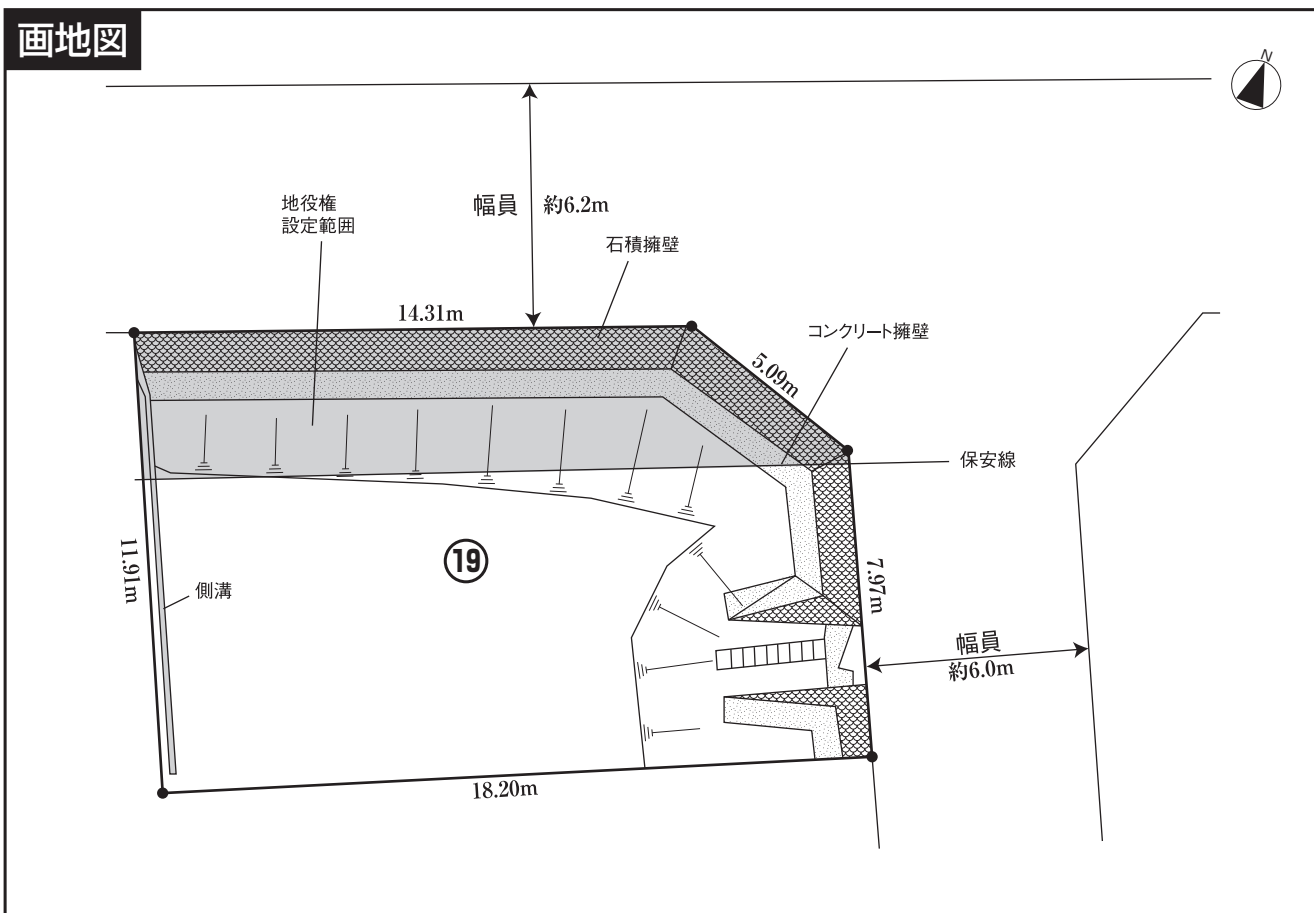 画地図
N
地役権
設定範囲
幅員 約6.2m
石積擁壁
14.31m
コンクリート擁壁
5.09m
保安線
⑲
11.91m
側溝
7.97m
幅員
約6.0m
18.20m